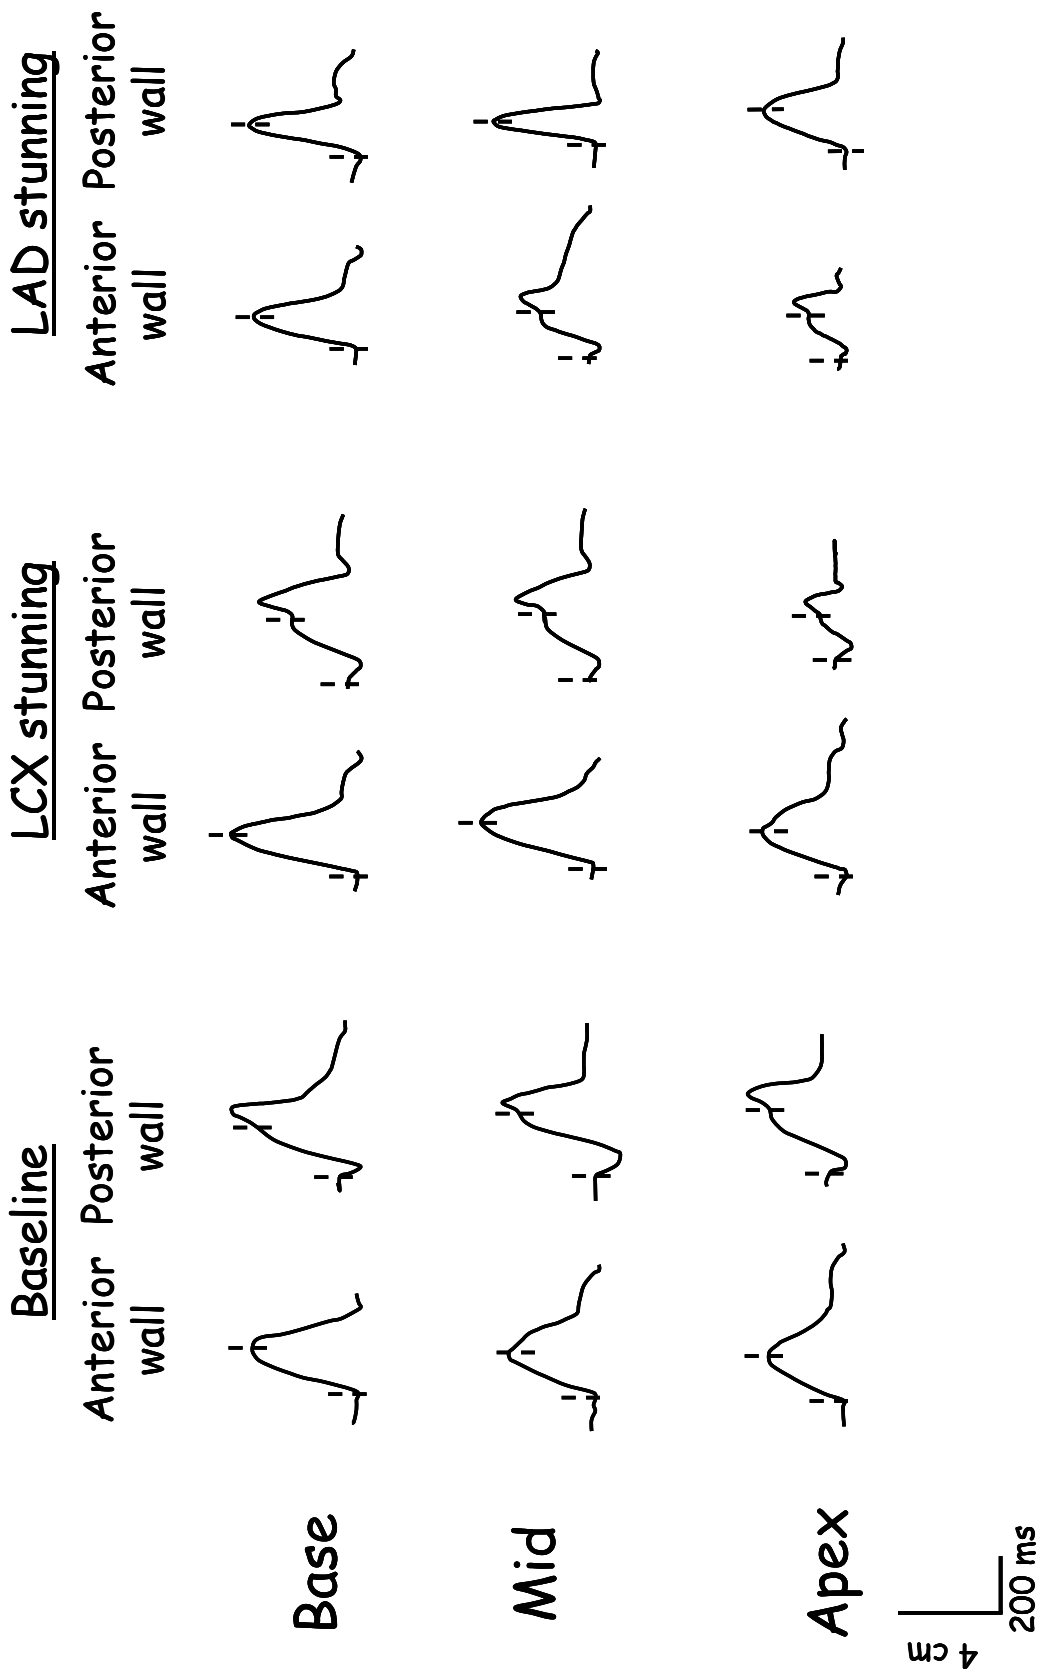 Baseline
LCX stunning
LAD stunning
Anterior wall
Posterior wall
Anterior wall
Posterior wall
Anterior wall
Posterior wall
Base
Mid
Apex
4 cm
200 ms